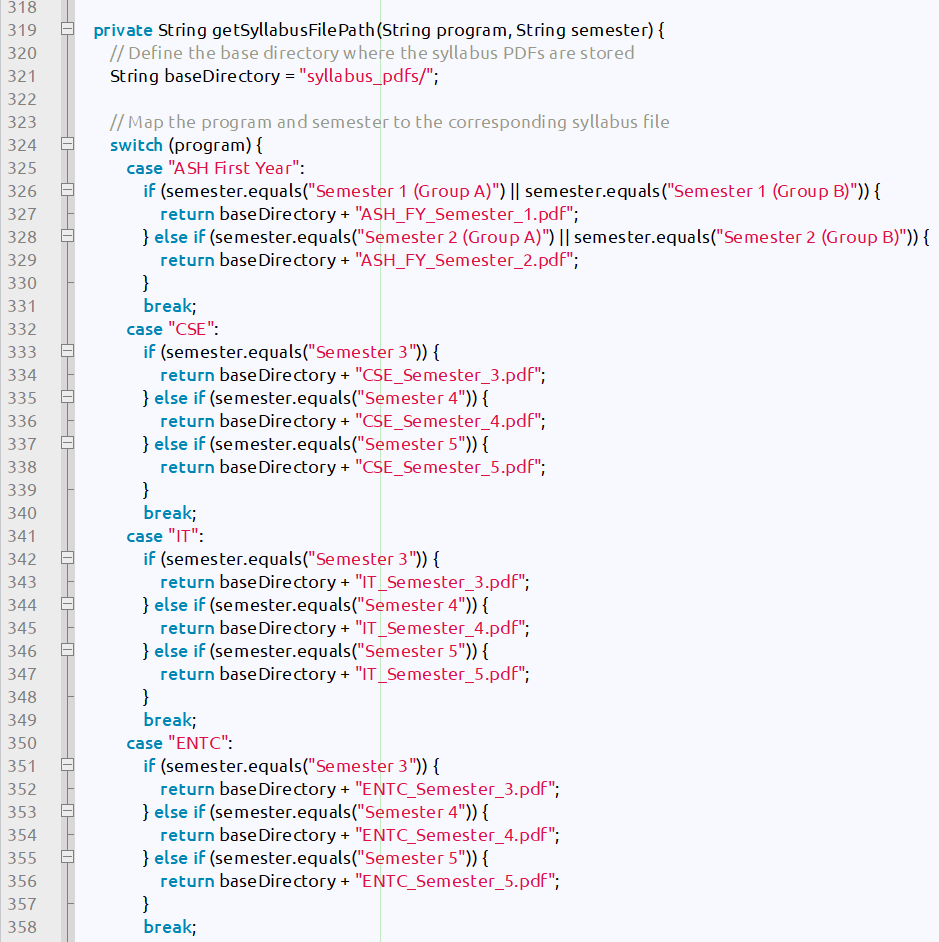 318
319 private String getSyllabusFilePath(String program, String semester) {
320 // Define the base directory where the syllabus PDFs are stored
321 String baseDirectory = "syllabus_pdfs/";
322
323 // Map the program and semester to the corresponding syllabus file
324 switch (program) {
325 case "ASH First Year":
326 if (semester.equals("Semester 1 (Group A)") || semester.equals("Semester 1 (Group B)")) {
327 return baseDirectory + "ASH_FY_Semester_1.pdf";
328 } else if (semester.equals("Semester 2 (Group A)") || semester.equals("Semester 2 (Group B)")) {
329 return baseDirectory + "ASH_FY_Semester_2.pdf";
330 }
331 break;
332 case "CSE":
333 if (semester.equals("Semester 3")) {
334 return baseDirectory + "CSE_Semester_3.pdf";
335 } else if (semester.equals("Semester 4")) {
336 return baseDirectory + "CSE_Semester_4.pdf";
337 } else if (semester.equals("Semester 5")) {
338 return baseDirectory + "CSE_Semester_5.pdf";
339 }
340 break;
341 case "IT":
342 if (semester.equals("Semester 3")) {
343 return baseDirectory + "IT_Semester_3.pdf";
344 } else if (semester.equals("Semester 4")) {
345 return baseDirectory + "IT_Semester_4.pdf";
346 } else if (semester.equals("Semester 5")) {
347 return baseDirectory + "IT_Semester_5.pdf";
348 }
349 break;
350 case "ENTC":
351 if (semester.equals("Semester 3")) {
352 return baseDirectory + "ENTC_Semester_3.pdf";
353 } else if (semester.equals("Semester 4")) {
354 return baseDirectory + "ENTC_Semester_4.pdf";
355 } else if (semester.equals("Semester 5")) {
356 return baseDirectory + "ENTC_Semester_5.pdf";
357 }
358 break;